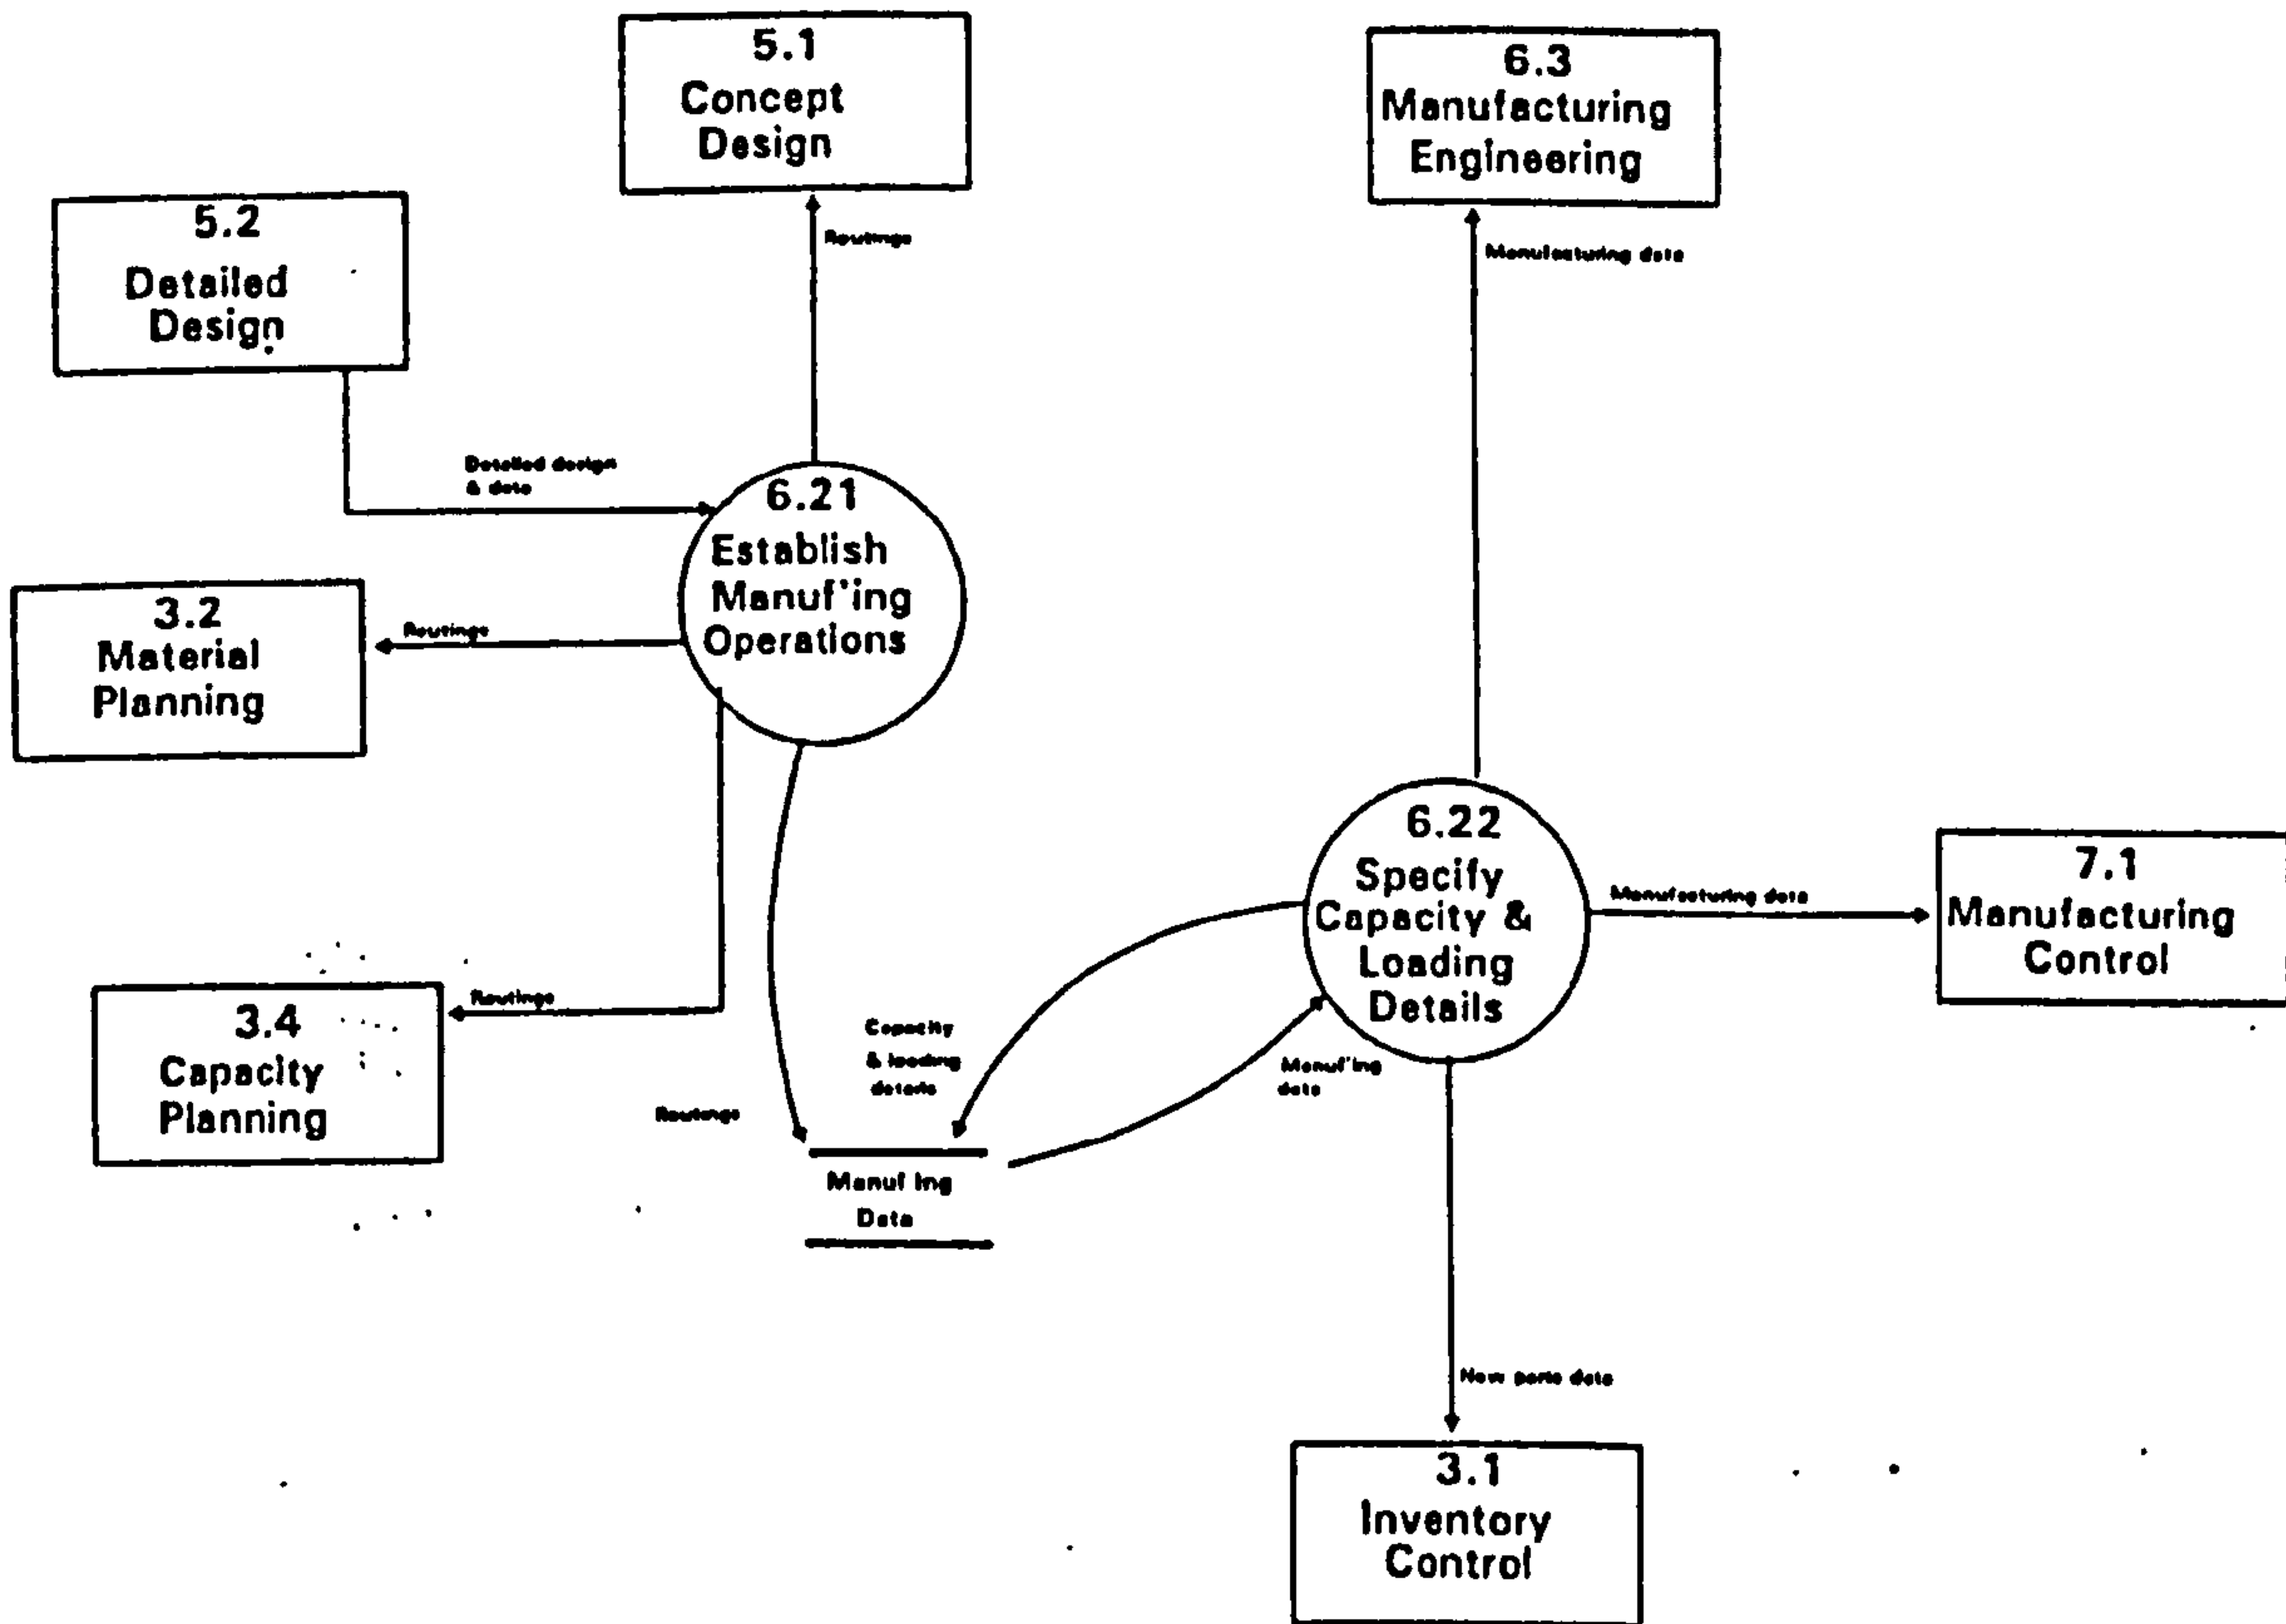 5.1
Concept
Design
6.3
Manufacturing
Engineering
5.2
Detailed
Design
Routings
Manufacturing data
Detailed design
& data
6.21
Establish
Manuf'ing
Operations
3.2
Material
Planning
Routings
6.22
Specify
Capacity &
Loading
Details
Manufacturing data
7.1
Manufacturing
Control
3.4
Capacity
Planning
Routings
Capacity
& loading
details
Manuf'ing
data
Routings
Manuf ing
Data
New parts data
3.1
Inventory
Control